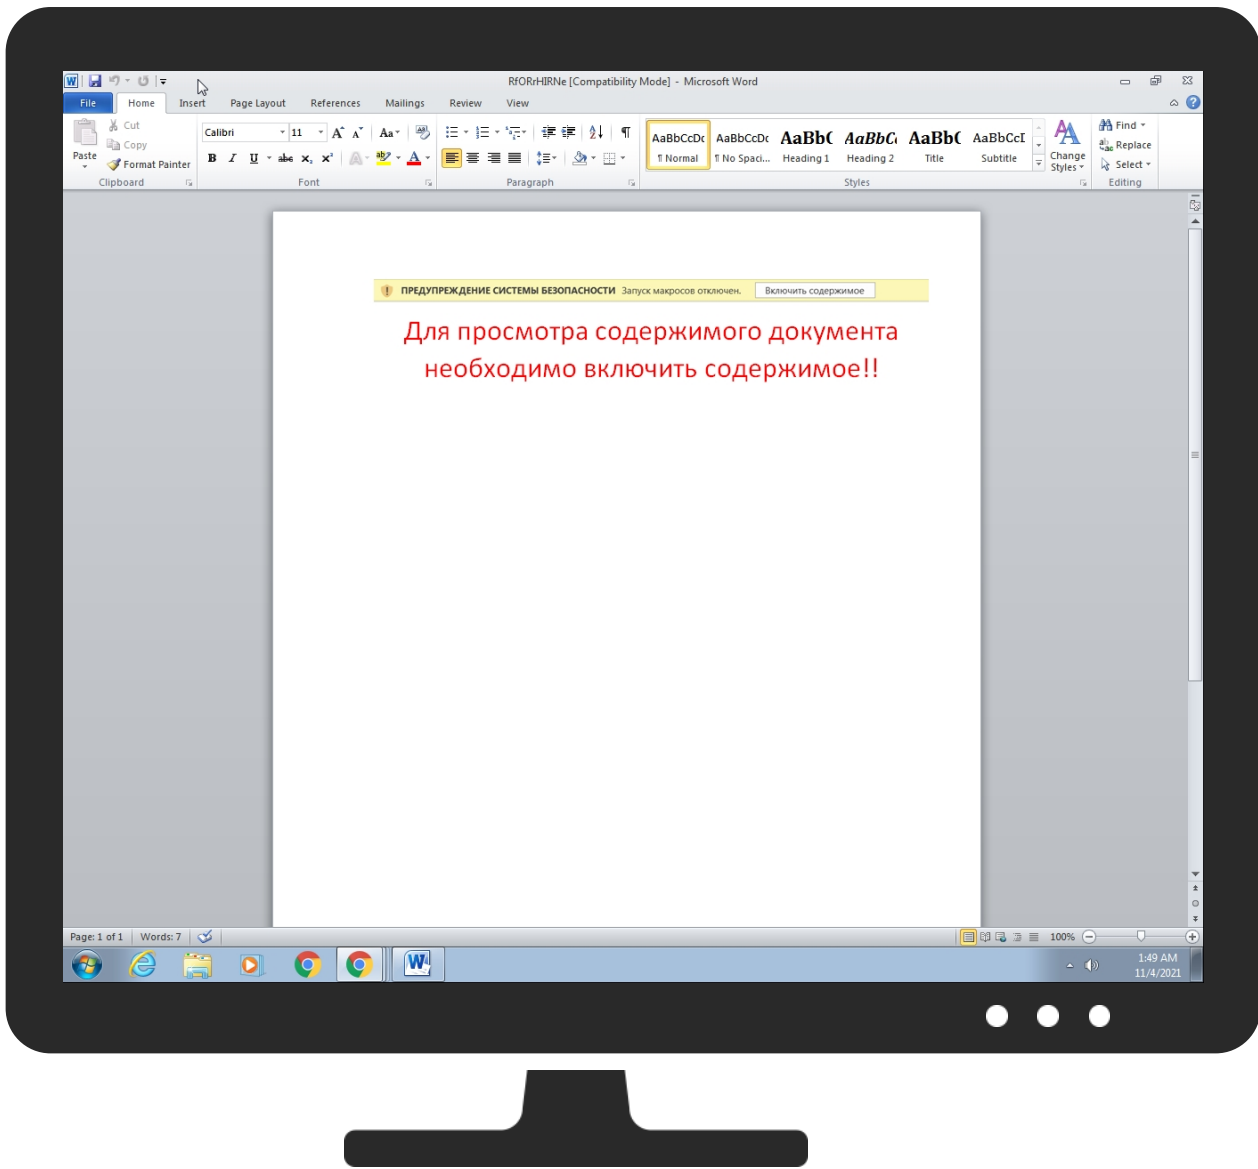 RfORrHIRNe [Compatibility Mode] - Microsoft Word
File Home Insert Page Layout References Mailings Review View
Cut
Copy
Paste
Format Painter
Calibri 11
AaBbCcDc AaBbCcDc AaBb( AaBbC AaBb( AaBbCcI
¶ Normal ¶ No Spaci... Heading 1 Heading 2 Title Subtitle
Change Styles
Find
Replace
Select
Clipboard Font Paragraph Styles Editing
ПРЕДУПРЕЖДЕНИЕ СИСТЕМЫ БЕЗОПАСНОСТИ Запуск макросов отключен. Включить содержимое
Для просмотра содержимого документа
необходимо включить содержимое!!
Page: 1 of 1 Words: 7 100%
1:49 AM
11/4/2021